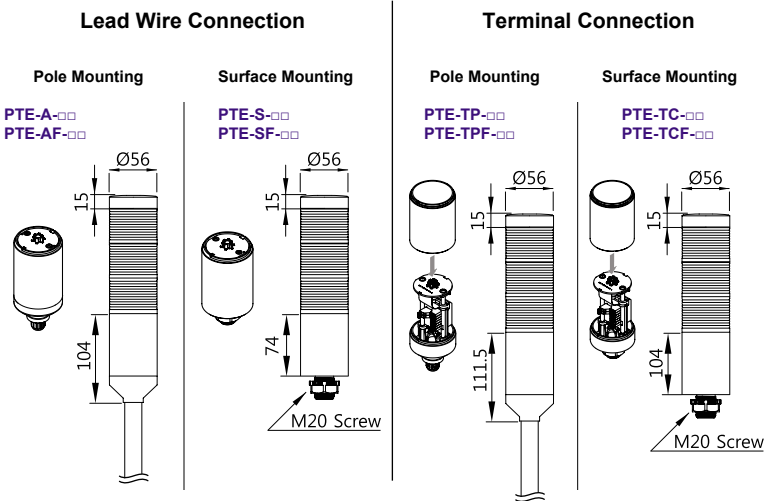 Lead Wire Connection
Terminal Connection
Pole Mounting
Surface Mounting
Pole Mounting
Surface Mounting
PTE-A-□□
PTE-AF-□□
PTE-S-□□
PTE-SF-□□
PTE-TP-□□
PTE-TPF-□□
PTE-TC-□□
PTE-TCF-□□
Ø56
15
104
Ø56
15
74
M20 Screw
Ø56
15
111.5
Ø56
15
104
M20 Screw